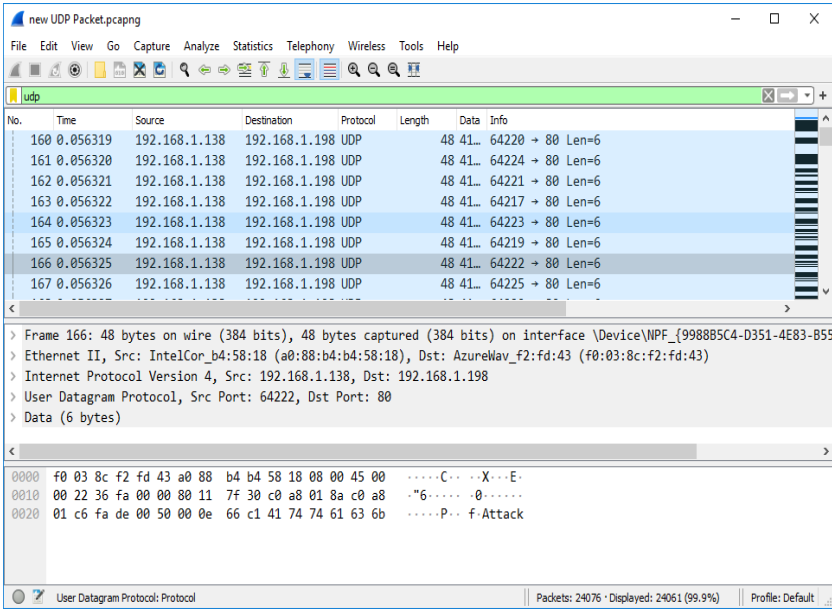 new UDP Packet.pcapng
File Edit View Go Capture Analyze Statistics Telephony Wireless Tools Help
udp
No. Time Source Destination Protocol Length Data Info
160 0.056319 192.168.1.138 192.168.1.198 UDP 48 41… 64220 → 80 Len=6
161 0.056320 192.168.1.138 192.168.1.198 UDP 48 41… 64224 → 80 Len=6
162 0.056321 192.168.1.138 192.168.1.198 UDP 48 41… 64221 → 80 Len=6
163 0.056322 192.168.1.138 192.168.1.198 UDP 48 41… 64217 → 80 Len=6
164 0.056323 192.168.1.138 192.168.1.198 UDP 48 41… 64223 → 80 Len=6
165 0.056324 192.168.1.138 192.168.1.198 UDP 48 41… 64219 → 80 Len=6
166 0.056325 192.168.1.138 192.168.1.198 UDP 48 41… 64222 → 80 Len=6
167 0.056326 192.168.1.138 192.168.1.198 UDP 48 41… 64225 → 80 Len=6
Frame 166: 48 bytes on wire (384 bits), 48 bytes captured (384 bits) on interface \Device\NPF_{9988B5C4-D351-4E83-B55
Ethernet II, Src: IntelCor_b4:58:18 (a0:88:b4:b4:58:18), Dst: AzureWav_f2:fd:43 (f0:03:8c:f2:fd:43)
Internet Protocol Version 4, Src: 192.168.1.138, Dst: 192.168.1.198
User Datagram Protocol, Src Port: 64222, Dst Port: 80
Data (6 bytes)
0000 f0 03 8c f2 fd 43 a0 88 b4 b4 58 18 08 00 45 00 ·····C·· ··X···E·
0010 00 22 36 fa 00 00 80 11 7f 30 c0 a8 01 8a c0 a8 ·"6····· ·0······
0020 01 c6 fa de 00 50 00 0e 66 c1 41 74 74 61 63 6b ·····P·· f·Attack
User Datagram Protocol: Protocol Packets: 24076 · Displayed: 24061 (99.9%) Profile: Default